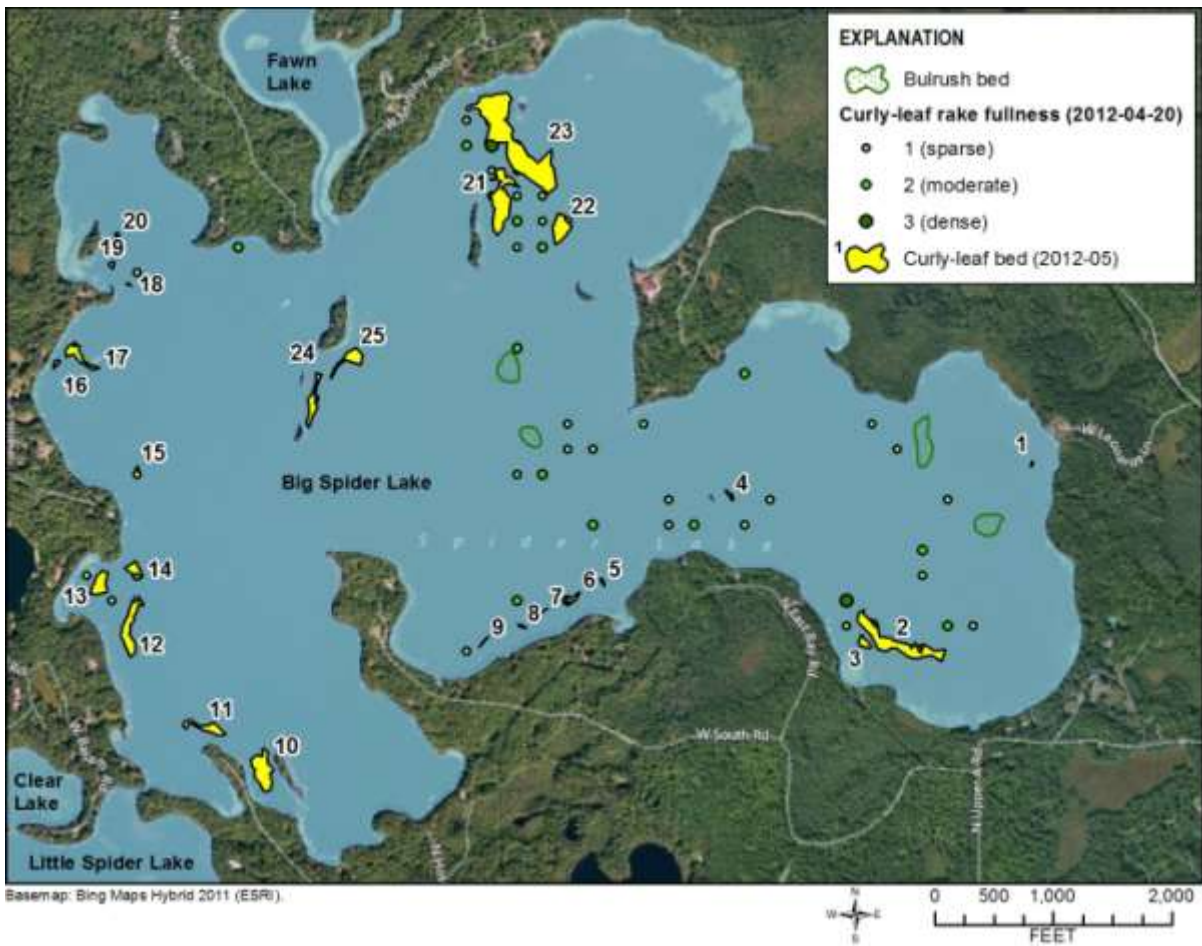 Fawn Lake
EXPLANATION
Bulrush bed
Curly-leaf rake fullness (2012-04-20)
1 (sparse)
2 (moderate)
3 (dense)
1
Curly-leaf bed (2012-05)
23
21
22
20
19
18
25
24
17
16
15
1
Big Spider Lake
4
Spider Lake
14
13
5
6
7
8
9
12
2
3
11
10
W South Rd
Clear Lake
Little Spider Lake
Basemap: Bing Maps Hybrid 2011 (ESRI).
N
W E
S
0 500 1,000 2,000
FEET